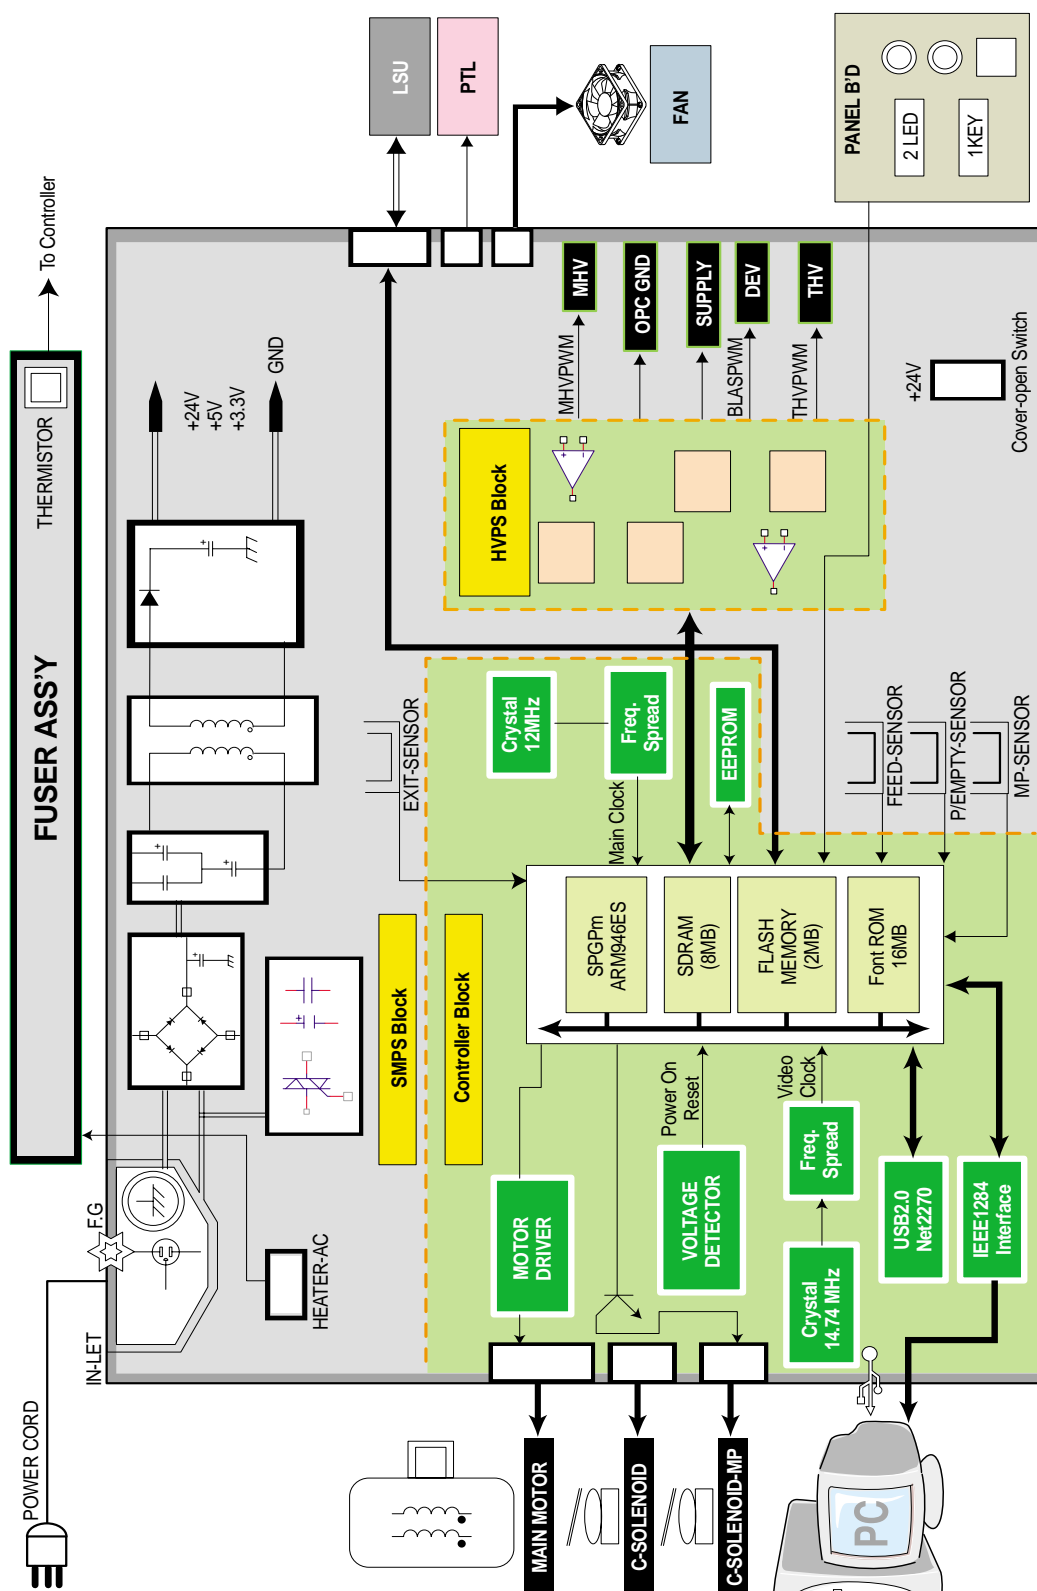 POWER CORD
IN-LET
F.G
HEATER-AC
FUSER ASS'Y
THERMISTOR
To Controller
+24V
+5V
+3.3V
GND
LSU
PTL
FAN
PANEL B'D
2 LED
1KEY
SMPS Block
Controller Block
HVPS Block
EXIT-SENSOR
Crystal
12MHz
Freq.
Spread
EEPROM
Main Clock
MHVPWM
MHV
OPC GND
SUPPLY
BLASPWM
DEV
THVPWM
THV
+24V
Cover-open Switch
FEED-SENSOR
P/EMPTY-SENSOR
MP-SENSOR
SPGPm
ARM946ES
SDRAM
(8MB)
FLASH
MEMORY
(2MB)
Font ROM
16MB
MOTOR
DRIVER
VOLTAGE
DETECTOR
Power On
Reset
Video
Clock
Freq.
Spread
Crystal
14.74 MHz
USB2.0
Net2270
IEEE1284
Interface
MAIN MOTOR
C-SOLENOID
C-SOLENOID-MP
PC